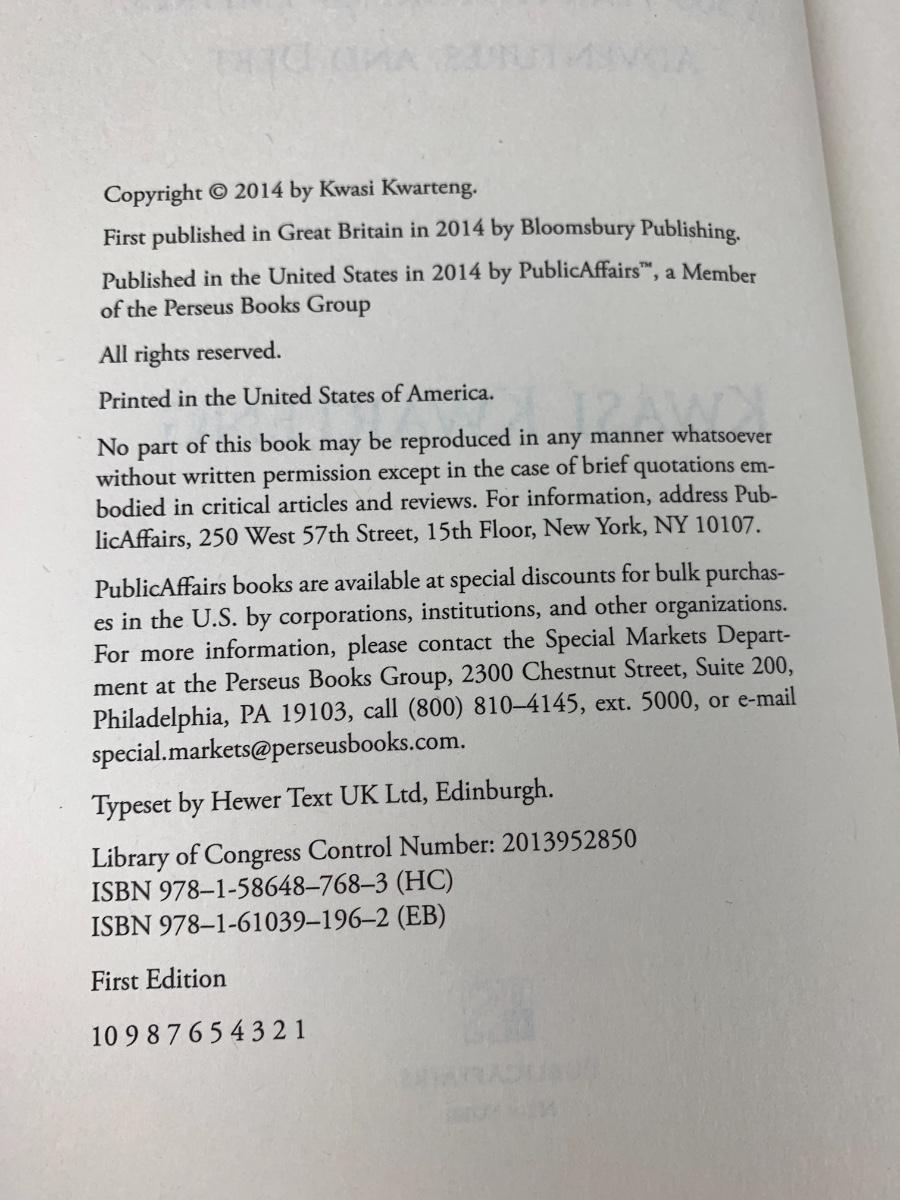 Copyright © 2014 by Kwasi Kwarteng.
First published in Great Britain in 2014 by Bloomsbury Publishing.
Published in the United States in 2014 by PublicAffairs™, a Member
of the Perseus Books Group
All rights reserved.
Printed in the United States of America.
No part of this book may be reproduced in any manner whatsoever
without written permission except in the case of brief quotations em-
bodied in critical articles and reviews. For information, address Pub-
licAffairs, 250 West 57th Street, 15th Floor, New York, NY 10107.
PublicAffairs books are available at special discounts for bulk purchas-
es in the U.S. by corporations, institutions, and other organizations.
For more information, please contact the Special Markets Depart-
ment at the Perseus Books Group, 2300 Chestnut Street, Suite 200,
Philadelphia, PA 19103, call (800) 810–4145, ext. 5000, or e-mail
special.markets@perseusbooks.com.
Typeset by Hewer Text UK Ltd, Edinburgh.
Library of Congress Control Number: 2013952850
ISBN 978–1-58648–768–3 (HC)
ISBN 978–1-61039–196–2 (EB)
First Edition
10 9 8 7 6 5 4 3 2 1